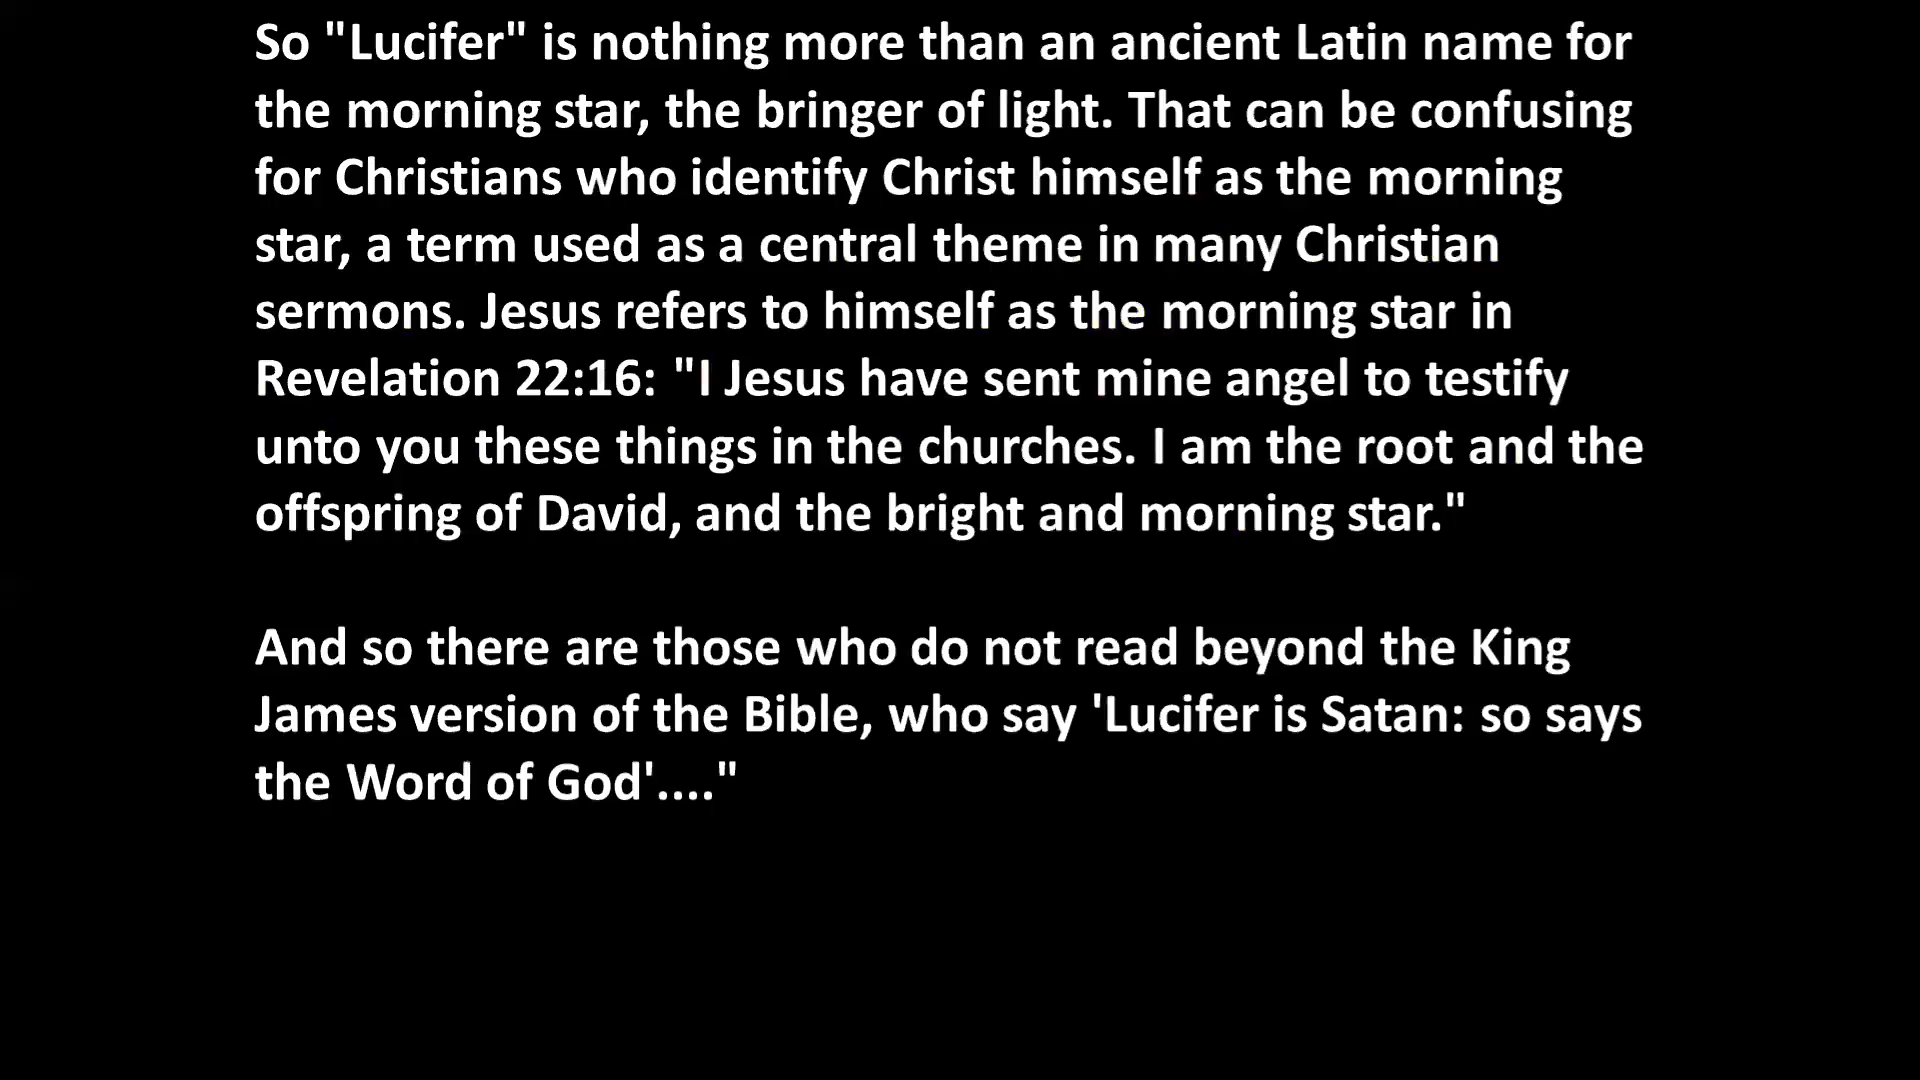 So "Lucifer" is nothing more than an ancient Latin name for
the morning star, the bringer of light. That can be confusing
for Christians who identify Christ himself as the morning
star, a term used as a central theme in many Christian
sermons. Jesus refers to himself as the morning star in
Revelation 22:16: "I Jesus have sent mine angel to testify
unto you these things in the churches. I am the root and the
offspring of David, and the bright and morning star."
And so there are those who do not read beyond the King
James version of the Bible, who say 'Lucifer is Satan: so says
the Word of God'...."